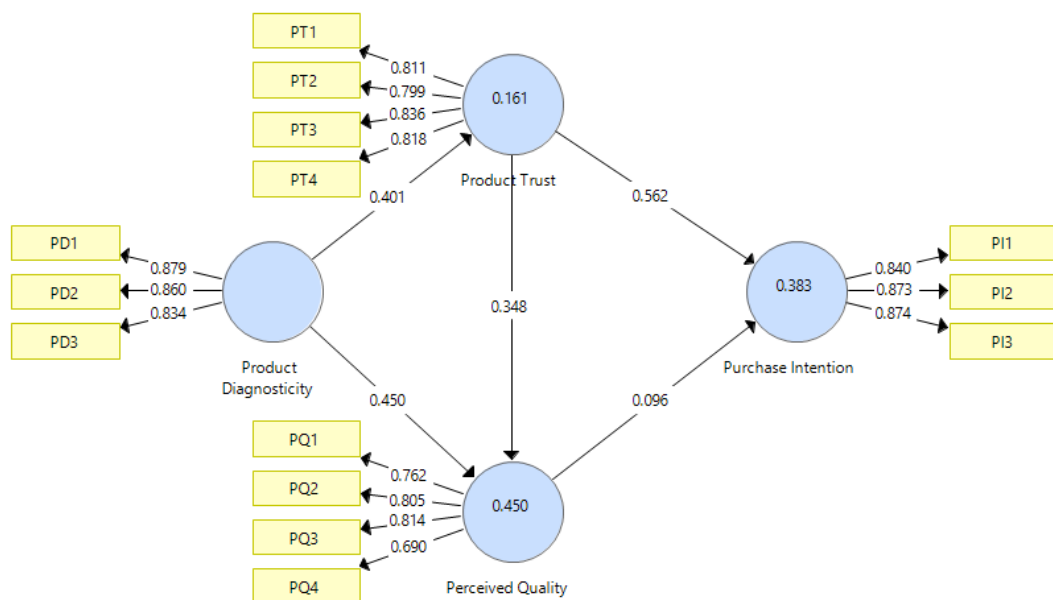 PT1
PT2
PT3
PT4
0.811
0.799
0.836
0.818
0.161
Product Trust
0.401
0.562
PD1
PD2
PD3
0.879
0.860
0.834
Product
Diagnosticity
0.348
0.383
Purchase Intention
0.840
0.873
0.874
PI1
PI2
PI3
0.450
0.096
PQ1
PQ2
PQ3
PQ4
0.762
0.805
0.814
0.690
0.450
Perceived Quality